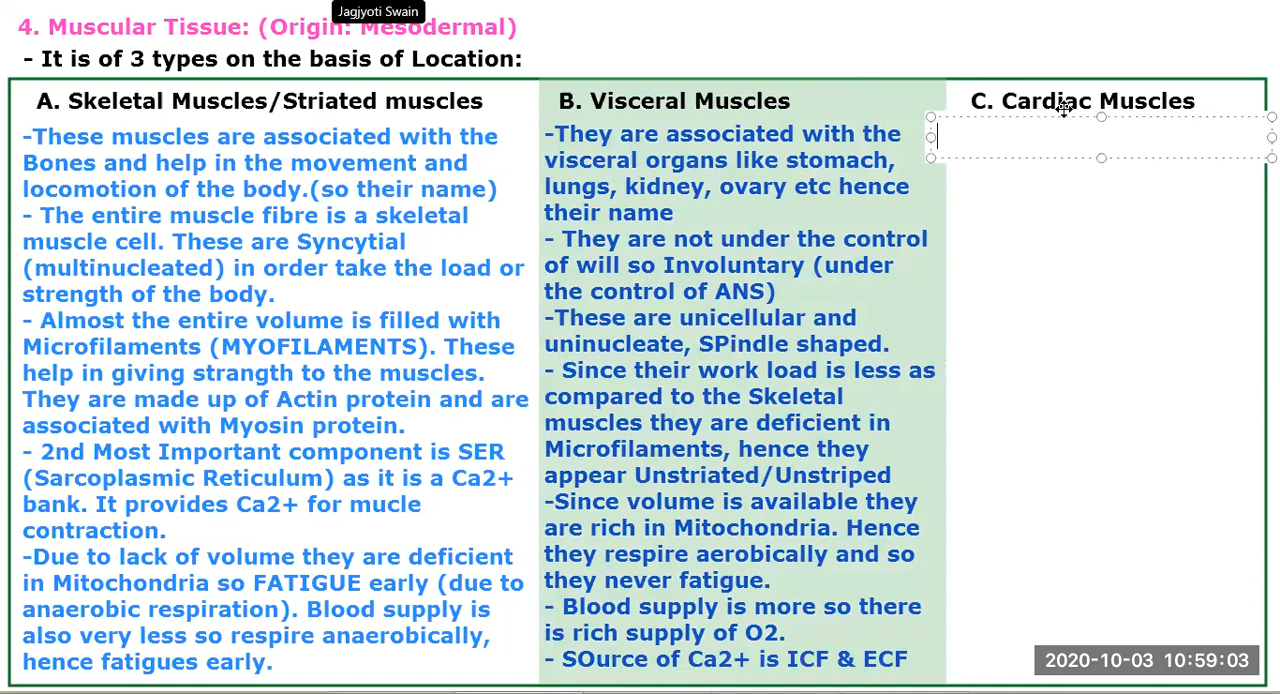 Jagjyoti Swain
4. Muscular Tissue: (Origin: Mesodermal)
- It is of 3 types on the basis of Location:
A. Skeletal Muscles/Striated muscles
-These muscles are associated with the
Bones and help in the movement and
locomotion of the body.(so their name)
- The entire muscle fibre is a skeletal
muscle cell. These are Syncytial
(multinucleated) in order take the load or
strength of the body.
- Almost the entire volume is filled with
Microfilaments (MYOFILAMENTS). These
help in giving strangth to the muscles.
They are made up of Actin protein and are
associated with Myosin protein.
- 2nd Most Important component is SER
(Sarcoplasmic Reticulum) as it is a Ca2+
bank. It provides Ca2+ for mucle
contraction.
-Due to lack of volume they are deficient
in Mitochondria so FATIGUE early (due to
anaerobic respiration). Blood supply is
also very less so respire anaerobically,
hence fatigues early.
B. Visceral Muscles
-They are associated with the
visceral organs like stomach,
lungs, kidney, ovary etc hence
their name
- They are not under the control
of will so Involuntary (under
the control of ANS)
-These are unicellular and
uninucleate, SPindle shaped.
- Since their work load is less as
compared to the Skeletal
muscles they are deficient in
Microfilaments, hence they
appear Unstriated/Unstriped
-Since volume is available they
are rich in Mitochondria. Hence
they respire aerobically and so
they never fatigue.
- Blood supply is more so there
is rich supply of O2.
- SOurce of Ca2+ is ICF & ECF
C. Cardiac Muscles
2020-10-03 10:59:03